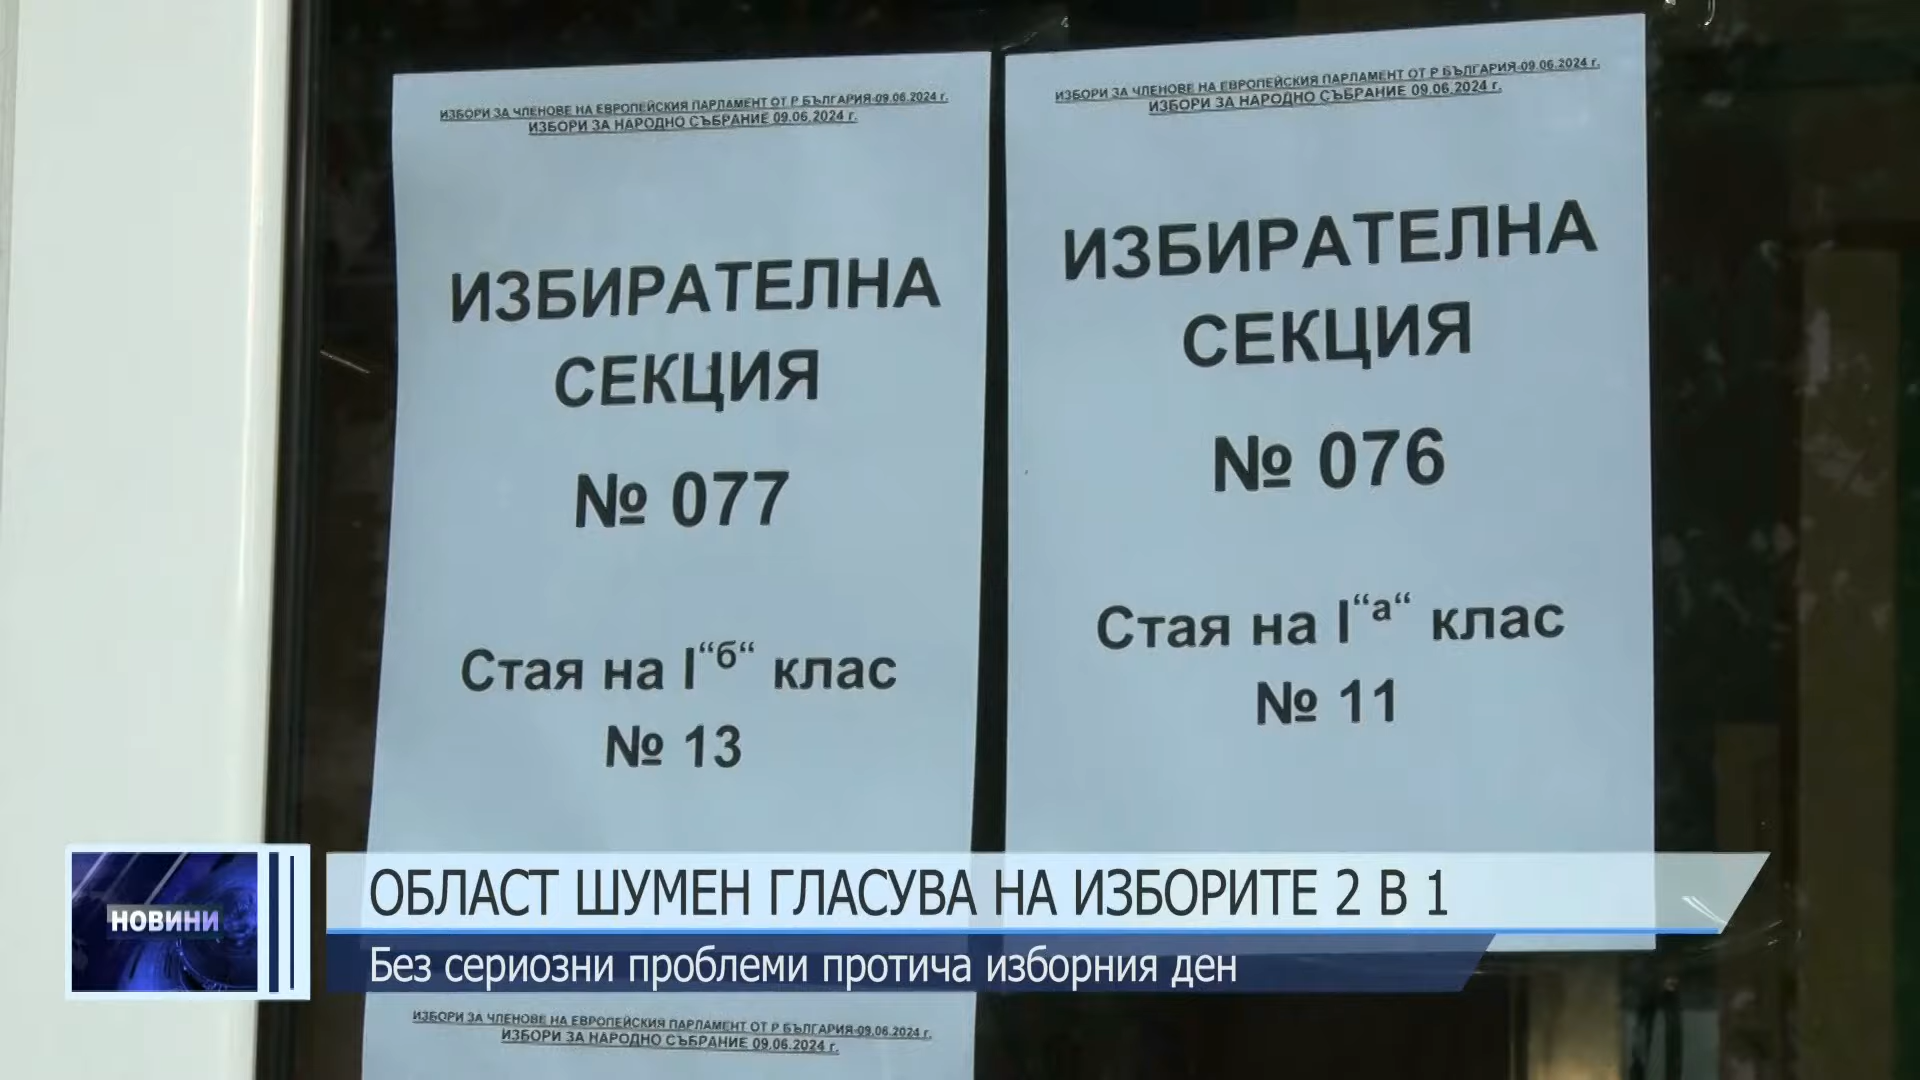 ИЗБОРИ ЗА ЧЛЕНОВЕ НА ЕВРОПЕЙСКИЯ ПАРЛАМЕНТ ОТ Р БЪЛГАРИЯ-09.06.2024 г.
ИЗБОРИ ЗА НАРОДНО СЪБРАНИЕ 09.06.2024 г.
ИЗБИРАТЕЛНА
СЕКЦИЯ
№ 077
Стая на I“б“ клас
№ 13
ИЗБОРИ ЗА ЧЛЕНОВЕ НА ЕВРОПЕЙСКИЯ ПАРЛАМЕНТ ОТ Р БЪЛГАРИЯ-09.06.2024 г.
ИЗБОРИ ЗА НАРОДНО СЪБРАНИЕ 09.06.2024 г.
ИЗБИРАТЕЛНА
СЕКЦИЯ
№ 076
Стая на I“а“ клас
№ 11
НОВИНИ
ОБЛАСТ ШУМЕН ГЛАСУВА НА ИЗБОРИТЕ 2 В 1
Без сериозни проблеми протича изборния ден
ИЗБОРИ ЗА ЧЛЕНОВЕ НА ЕВРОПЕЙСКИЯ ПАРЛАМЕНТ ОТ Р БЪЛГАРИЯ-09.06.2024 г.
ИЗБОРИ ЗА НАРОДНО СЪБРАНИЕ 09.06.2024 г.